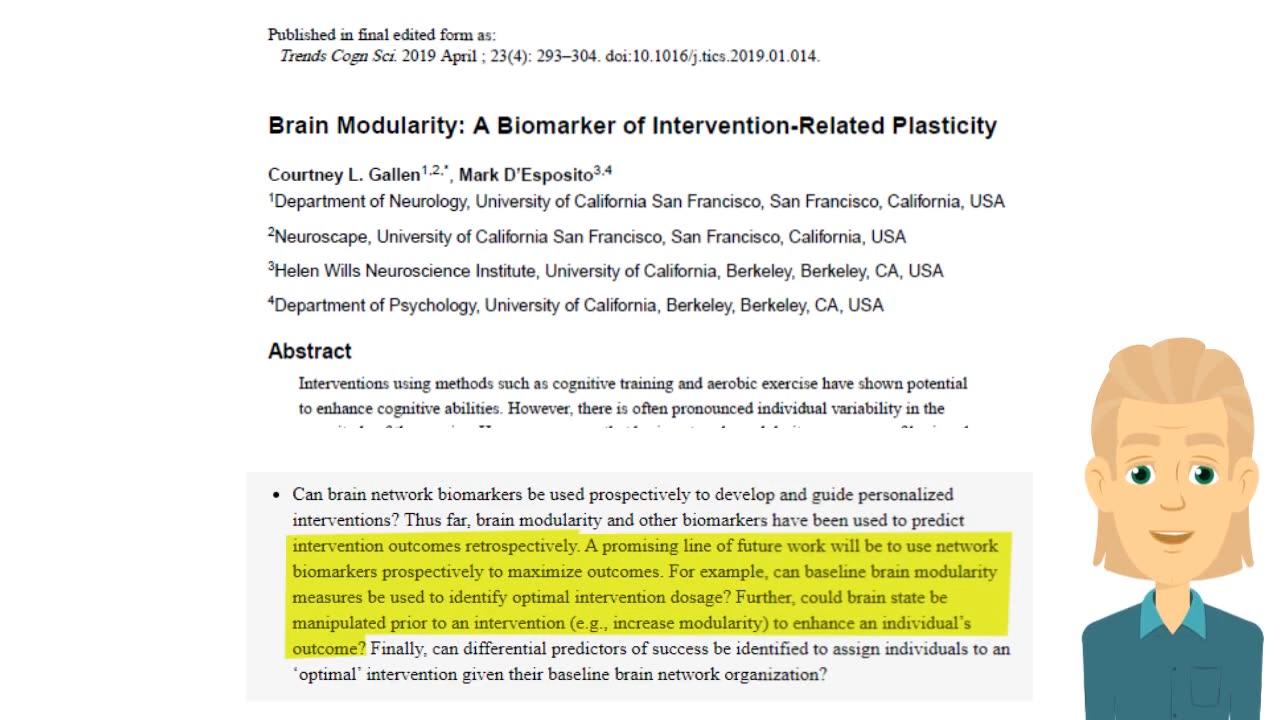 Published in final edited form as:
Trends Cogn Sci. 2019 April ; 23(4): 293–304. doi:10.1016/j.tics.2019.01.014.
Brain Modularity: A Biomarker of Intervention-Related Plasticity
Courtney L. Gallen1,2,*, Mark D'Esposito3,4
1Department of Neurology, University of California San Francisco, San Francisco, California, USA
2Neuroscape, University of California San Francisco, San Francisco, California, USA
3Helen Wills Neuroscience Institute, University of California, Berkeley, Berkeley, CA, USA
4Department of Psychology, University of California, Berkeley, Berkeley, CA, USA
Abstract
Interventions using methods such as cognitive training and aerobic exercise have shown potential
to enhance cognitive abilities. However, there is often pronounced individual variability in the
• Can brain network biomarkers be used prospectively to develop and guide personalized
interventions? Thus far, brain modularity and other biomarkers have been used to predict
intervention outcomes retrospectively. A promising line of future work will be to use network
biomarkers prospectively to maximize outcomes. For example, can baseline brain modularity
measures be used to identify optimal intervention dosage? Further, could brain state be
manipulated prior to an intervention (e.g., increase modularity) to enhance an individual's
outcome? Finally, can differential predictors of success be identified to assign individuals to an
'optimal' intervention given their baseline brain network organization?